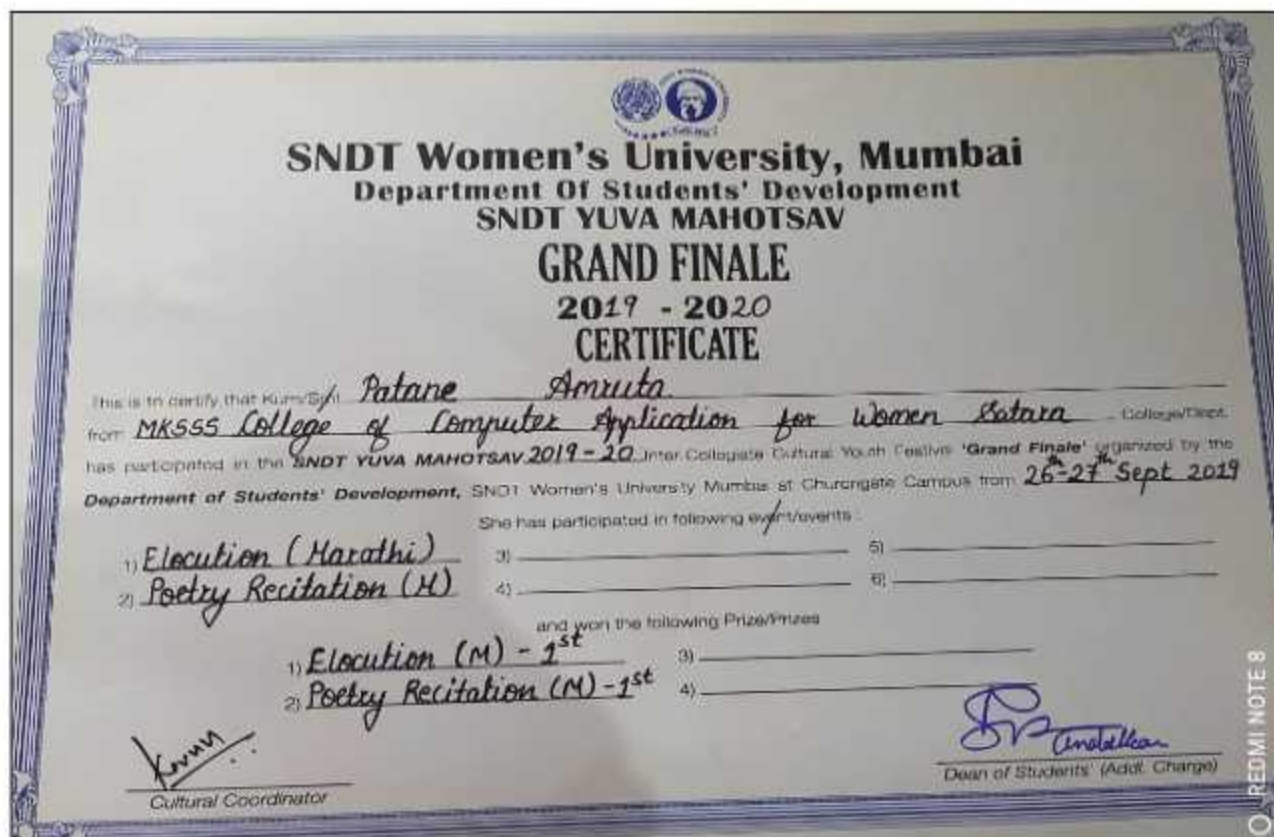 SNDT Women's University, Mumbai
Department Of Students' Development
SNDT YUVA MAHOTSAV
GRAND FINALE
2019 - 2020
CERTIFICATE
This is to certify that Kum/Smt Patane Amruta
from MKSSS College of Computer Application for Women Satara College/Dept.
has participated in the SNDT YUVA MAHOTSAV 2019-20 Inter Collegiate Cultural Youth Festival 'Grand Finale' organized by the
Department of Students' Development, SNDT Women's University Mumbai at Churchgate Campus from 26th-27th Sept 2019
She has participated in following event/events :
1) Elocution (Marathi) 3) 5)
2) Poetry Recitation (M) 4) 6)
and won the following Prize/Prizes
1) Elocution (M) - 1st 3)
2) Poetry Recitation (M) - 1st 4)
Cultural Coordinator
Dean of Students' (Addl. Charge)
REDMI NOTE 8